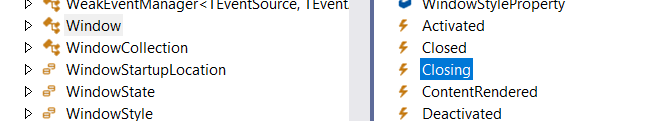 WeakEventManager<TEventSource, TEvent
Window
WindowCollection
WindowStartupLocation
WindowState
WindowStyle
WindowStyleProperty
Activated
Closed
Closing
ContentRendered
Deactivated